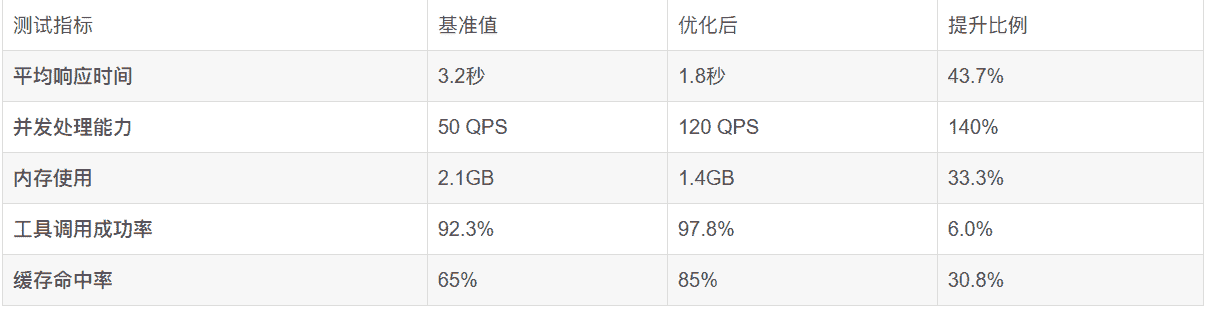 测试指标 基准值 优化后 提升比例
平均响应时间 3.2秒 1.8秒 43.7%
并发处理能力 50 QPS 120 QPS 140%
内存使用 2.1GB 1.4GB 33.3%
工具调用成功率 92.3% 97.8% 6.0%
缓存命中率 65% 85% 30.8%